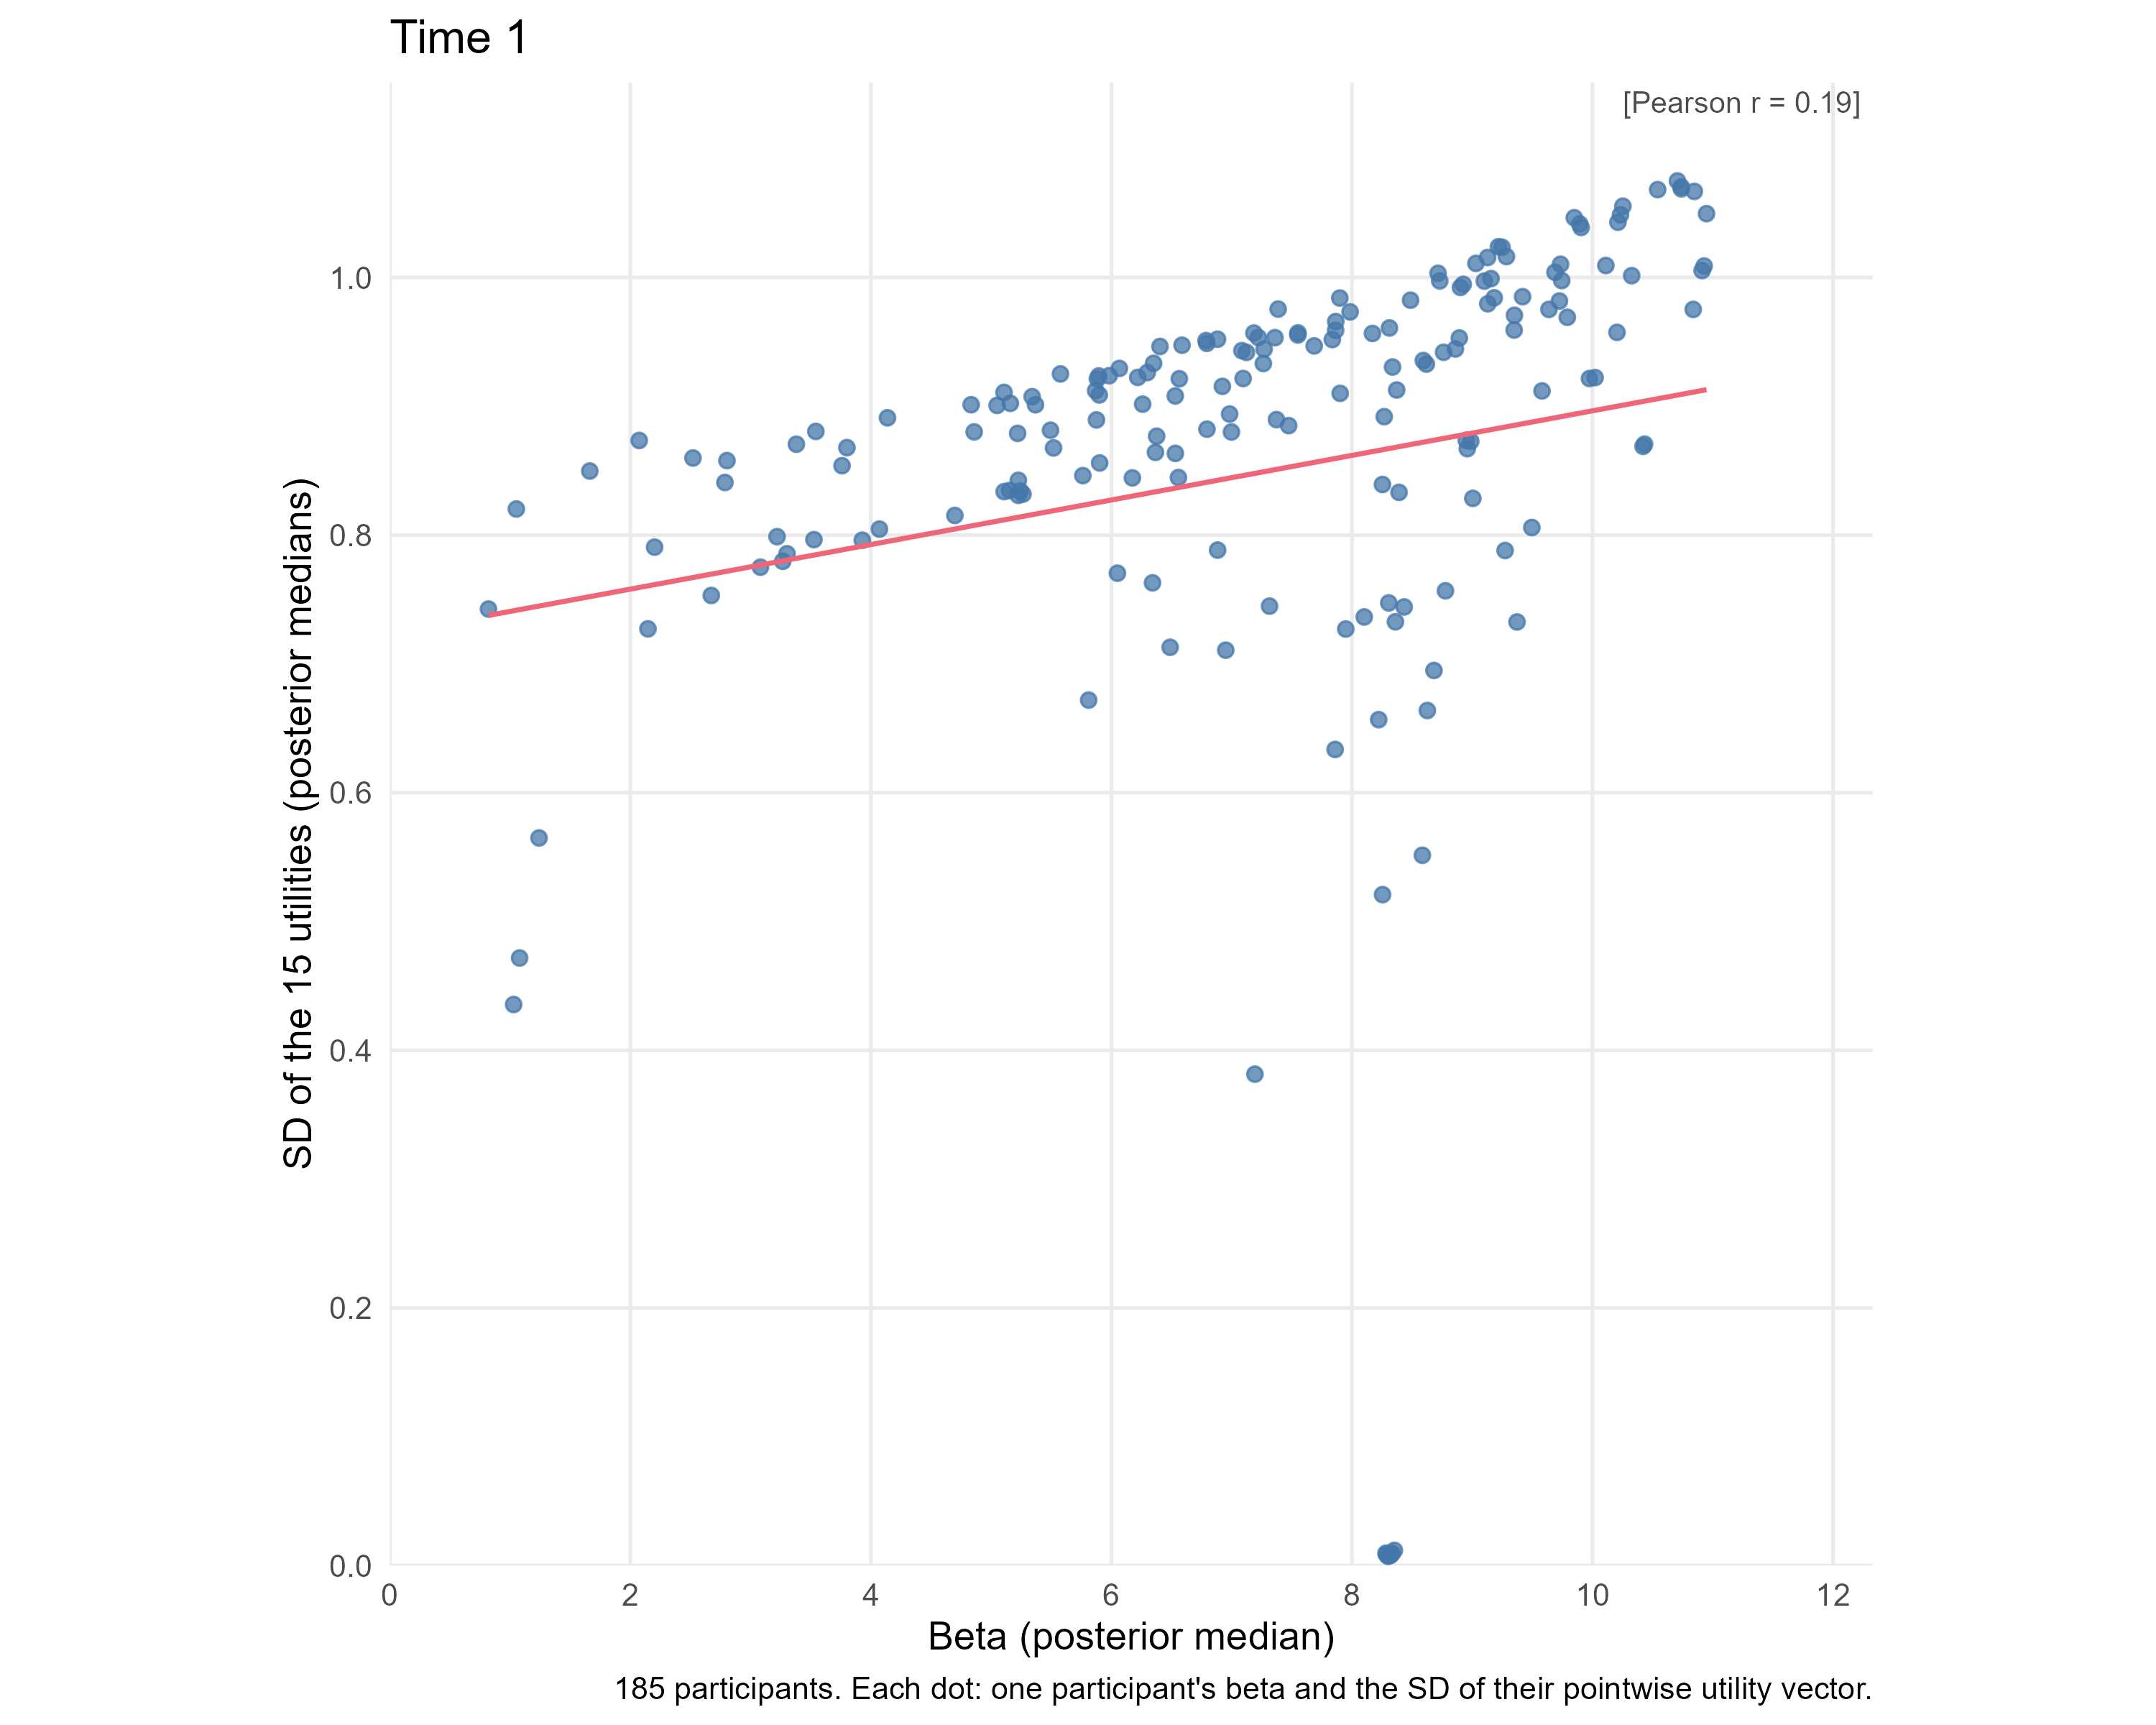 Time 1
[Pearson r = 0.19]
SD of the 15 utilities (posterior medians)
1.0
0.8
0.6
0.4
0.2
0.0
0 2 4 6 8 10 12
Beta (posterior median)
185 participants. Each dot: one participant's beta and the SD of their pointwise utility vector.